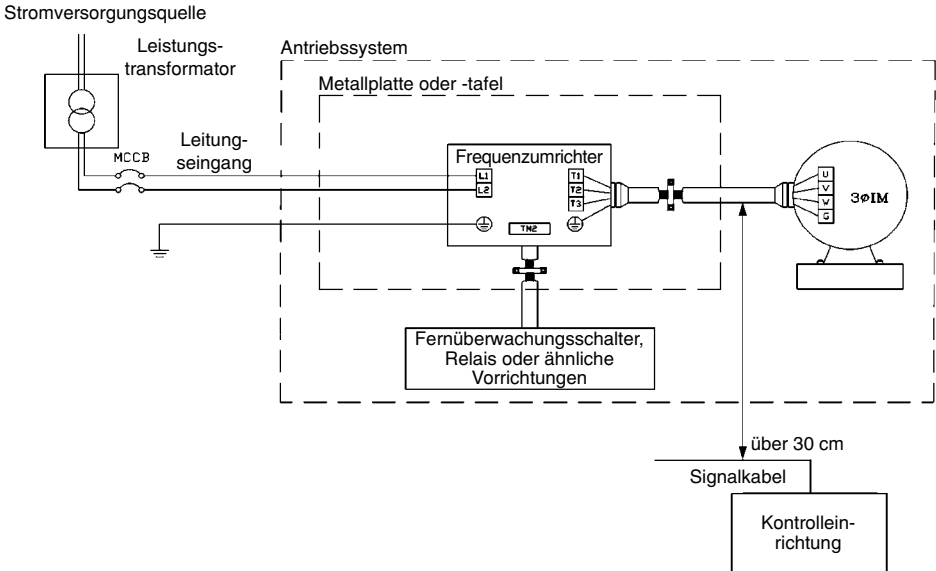 Stromversorgungsquelle
Leistungs-
transformator
Antriebssystem
Metallplatte oder -tafel
MCCB
Leitung-
seingang
Frequenzumrichter
L1
L2
T1
T2
T3
TM2
U
V
W
G
3øIM
Fernüberwachungsschalter,
Relais oder ähnliche
Vorrichtungen
über 30 cm
Signalkabel
Kontrollein-
richtung